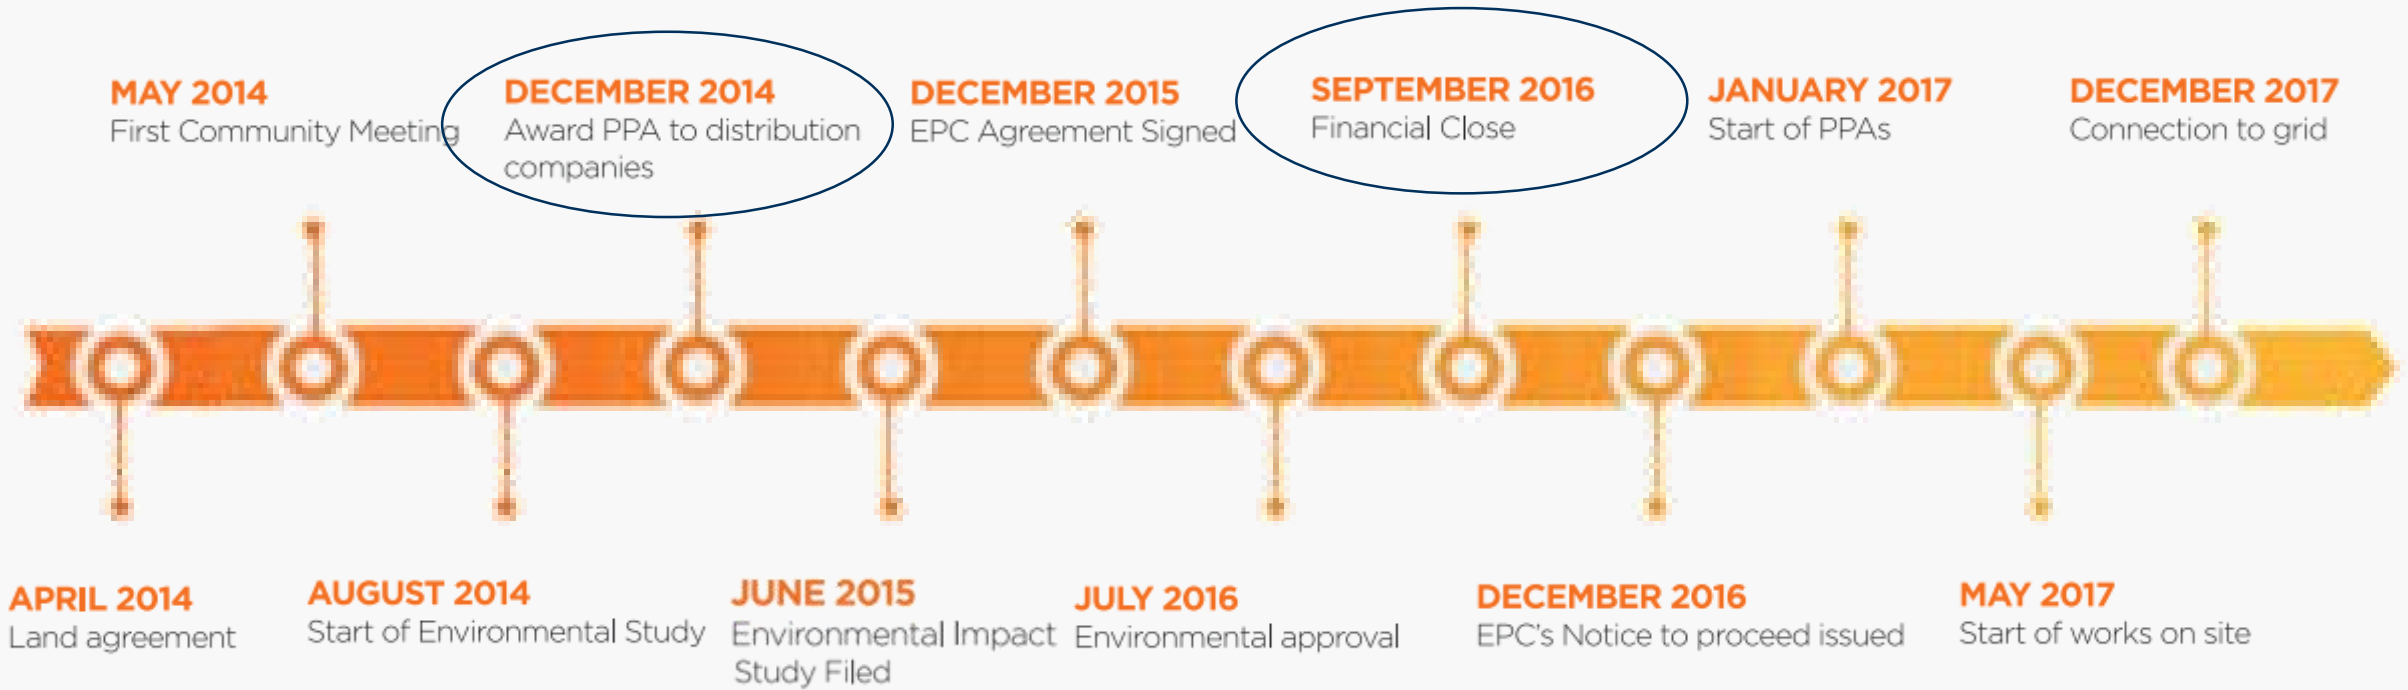 MAY 2014
First Community Meeting
DECEMBER 2014
Award PPA to distribution
companies
DECEMBER 2015
EPC Agreement Signed
SEPTEMBER 2016
Financial Close
JANUARY 2017
Start of PPAs
DECEMBER 2017
Connection to grid
APRIL 2014
Land agreement
AUGUST 2014
Start of Environmental Study
JUNE 2015
Environmental Impact
Study Filed
JULY 2016
Environmental approval
DECEMBER 2016
EPC’s Notice to proceed issued
MAY 2017
Start of works on site